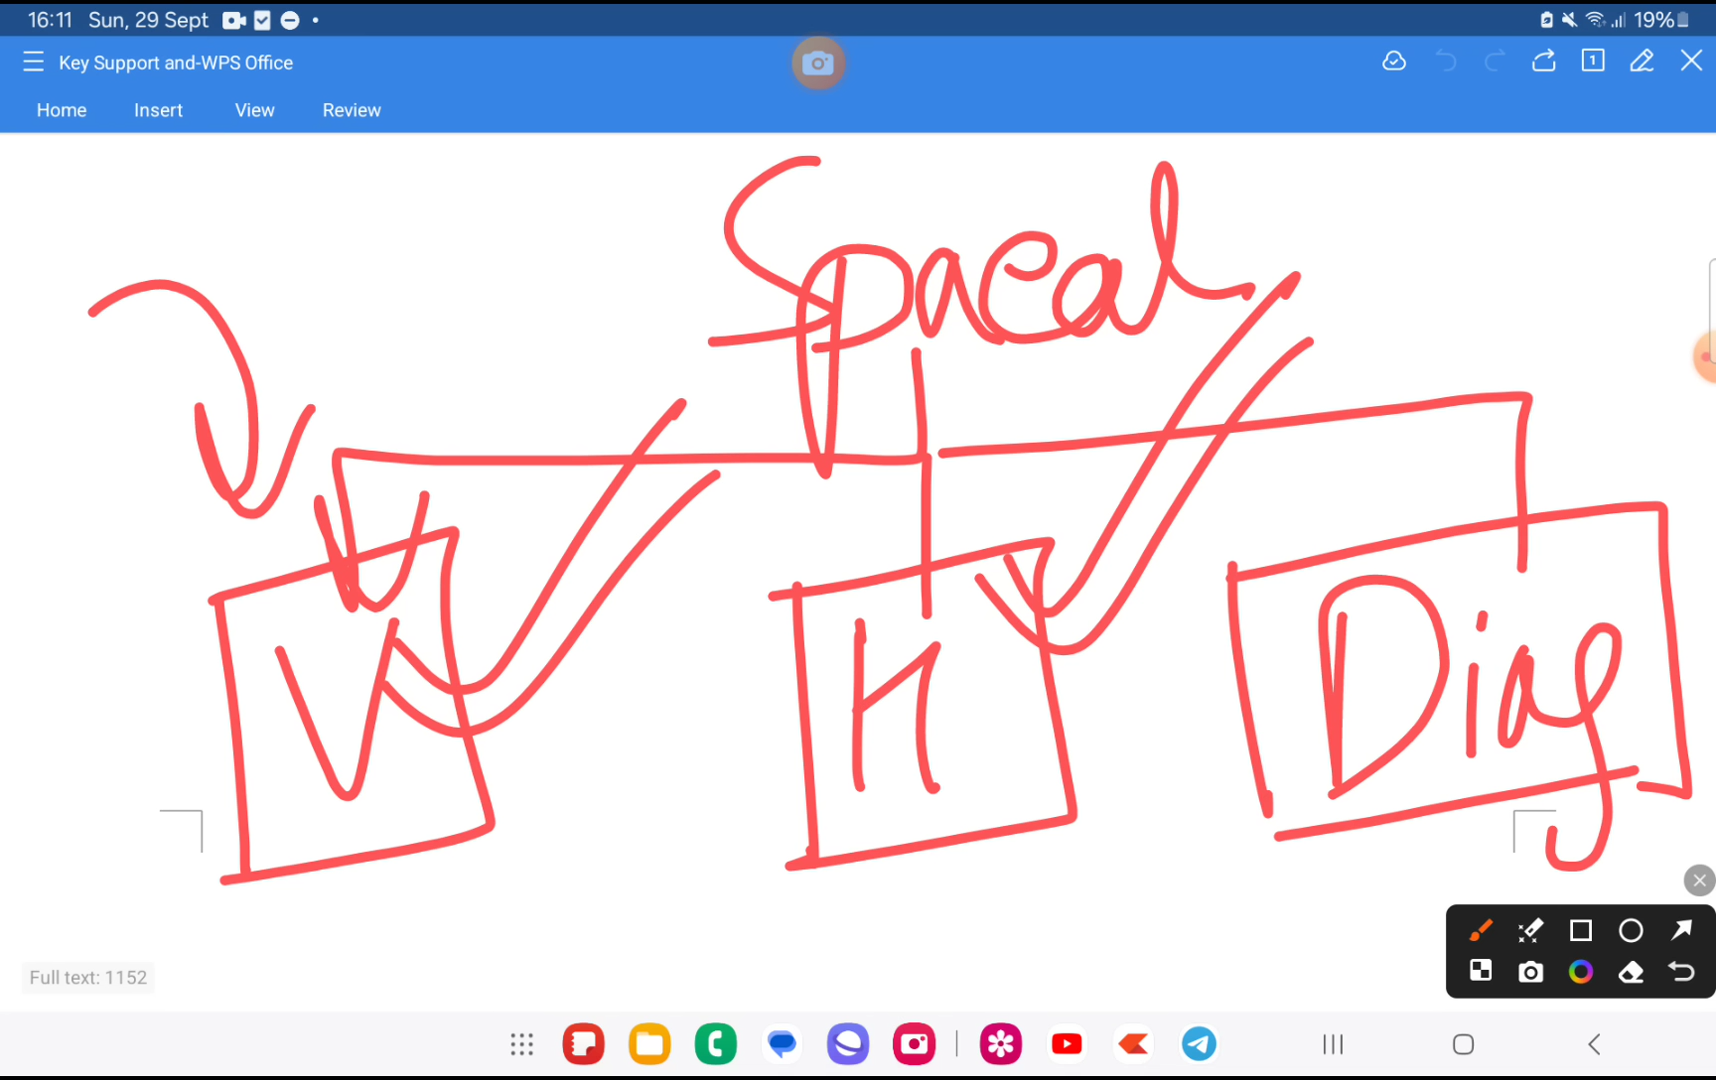 16:11 Sun, 29 Sept 19%
Key Support and-WPS Office 1
Home Insert View Review
Spacal
V H Diag
Full text: 1152